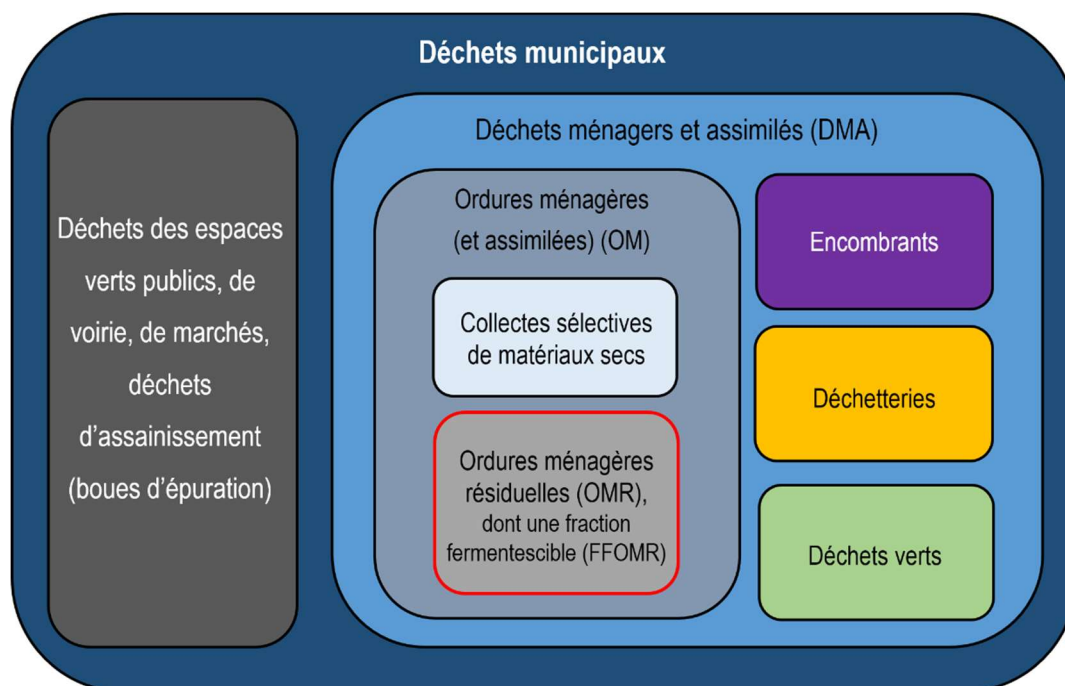 Déchets municipaux
Déchets des espaces
verts publics, de
voirie, de marchés,
déchets
d’assainissement
(boues d’épuration)
Déchets ménagers et assimilés (DMA)
Ordures ménagères
(et assimilées) (OM)
Collectes sélectives
de matériaux secs
Ordures ménagères
résiduelles (OMR),
dont une fraction
fermentescible (FFOMR)
Encombrants
Déchetteries
Déchets verts